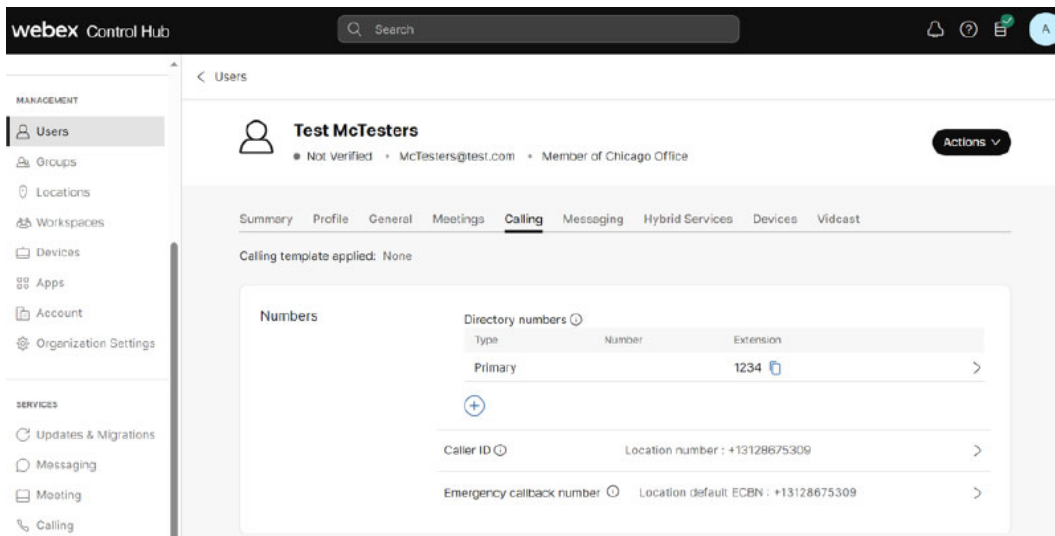 webex Control Hub
Search
A
Users
MANAGEMENT
Users
Groups
Locations
Workspaces
Devices
Apps
Account
Organization Settings
SERVICES
Updates & Migrations
Messaging
Meeting
Calling
Test McTesters
Not Verified • McTesters@test.com • Member of Chicago Office
Actions
Summary Profile General Meetings Calling Messaging Hybrid Services Devices Vidcast
Calling template applied: None
Numbers
Directory numbers
Type Number Extension
Primary 1234
Caller ID Location number : +13128675309
Emergency callback number Location default ECBN : +13128675309